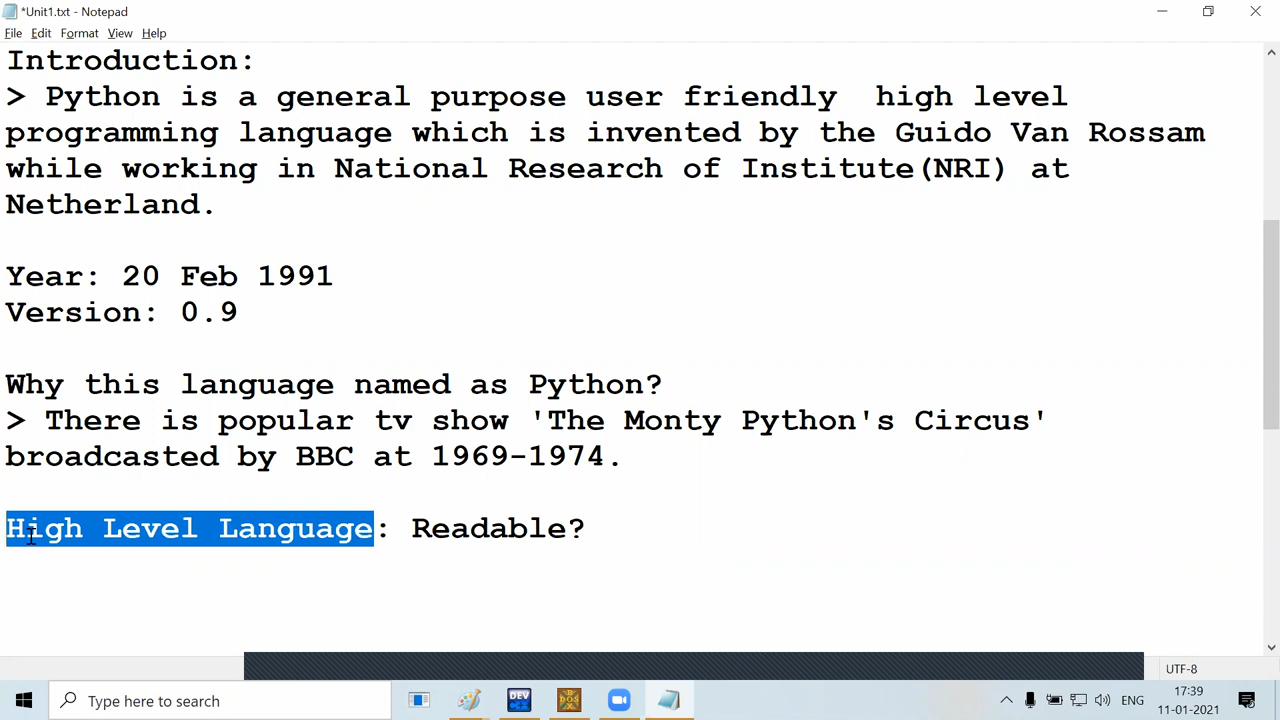 *Unit1.txt - Notepad
File Edit Format View Help
Introduction:
> Python is a general purpose user friendly  high level
programming language which is invented by the Guido Van Rossam
while working in National Research of Institute(NRI) at
Netherland.
Year: 20 Feb 1991
Version: 0.9
Why this language named as Python?
> There is popular tv show 'The Monty Python's Circus'
broadcasted by BBC at 1969-1974.
High Level Language: Readable?
UTF-8
Type here to search
DEV
C++
ENG
17:39
11-01-2021